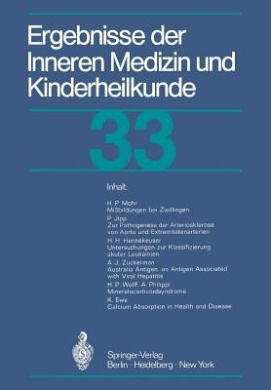 Ergebnisse der
Inneren Medizin und
Kinderheilkunde
33
Inhalt:
H. P. Mohr
Mißbildungen bei Zwillingen
P. Jipp
Zur Pathogenese der Arteriosklerose
von Aorta und Extremitätenarterien
H. H. Hennekeuser
Untersuchungen zur Klassifizierung
akuter Leukämien
A. J. Zuckerman
Australia Antigen, an Antigen Associated
with Viral Hepatitis
H. P. Wolff, A. Philippi
Mineralocorticoidsyndrome
K. Ewe
Calcium Absorption in Health and Disease
Springer-Verlag
Berlin · Heidelberg · New York